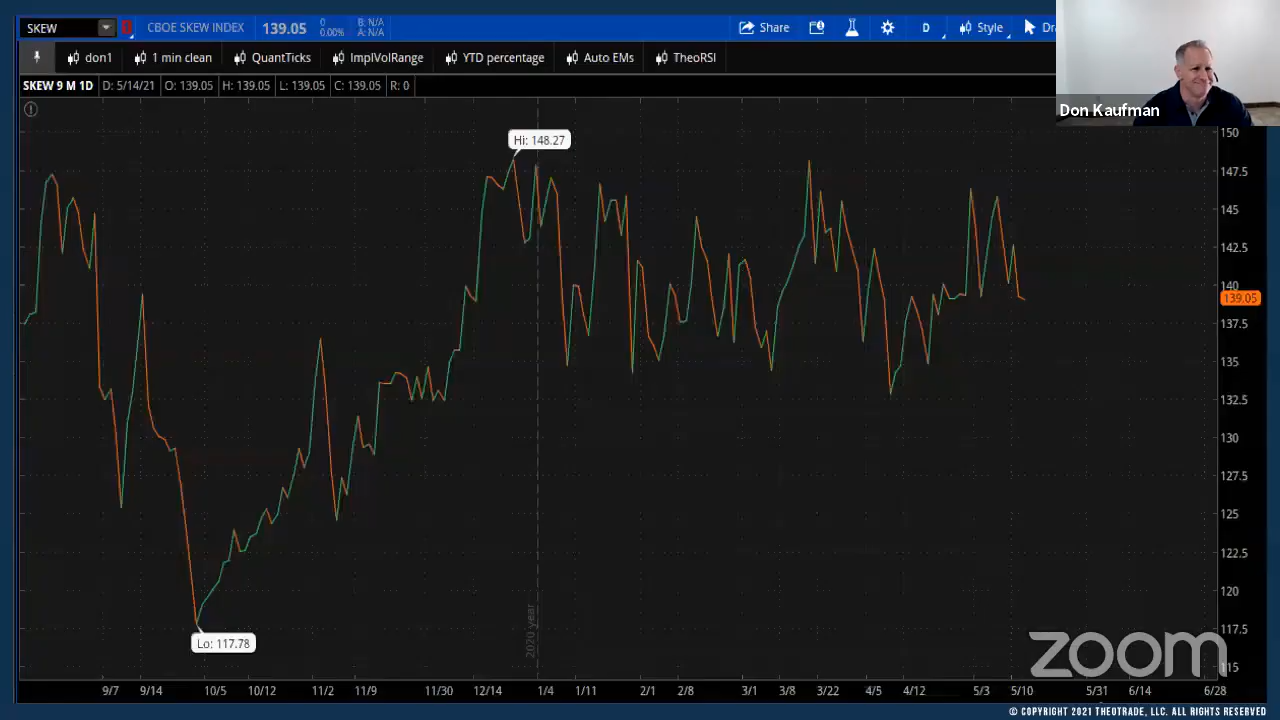 SKEW CBOE SKEW INDEX 139.05 0 0.00% B: N/A A: N/A Share D Style Dra
don1 1 min clean QuantTicks ImplVolRange YTD percentage Auto EMs TheoRSI
SKEW 9 M 1D D: 5/14/21 O: 139.05 H: 139.05 L: 139.05 C: 139.05 R: 0
Don Kaufman
150
Hi: 148.27
147.5
145
142.5
140
139.05
137.5
135
132.5
130
127.5
125
122.5
120
117.5
Lo: 117.78
2020 year
115
zoom
9/7 9/14 10/5 10/12 11/2 11/9 11/30 12/14 1/4 1/11 2/1 2/8 3/1 3/8 3/22 4/5 4/12 5/3 5/10 5/31 6/14 6/28
© COPYRIGHT 2021 THEOTRADE, LLC. ALL RIGHTS RESERVED